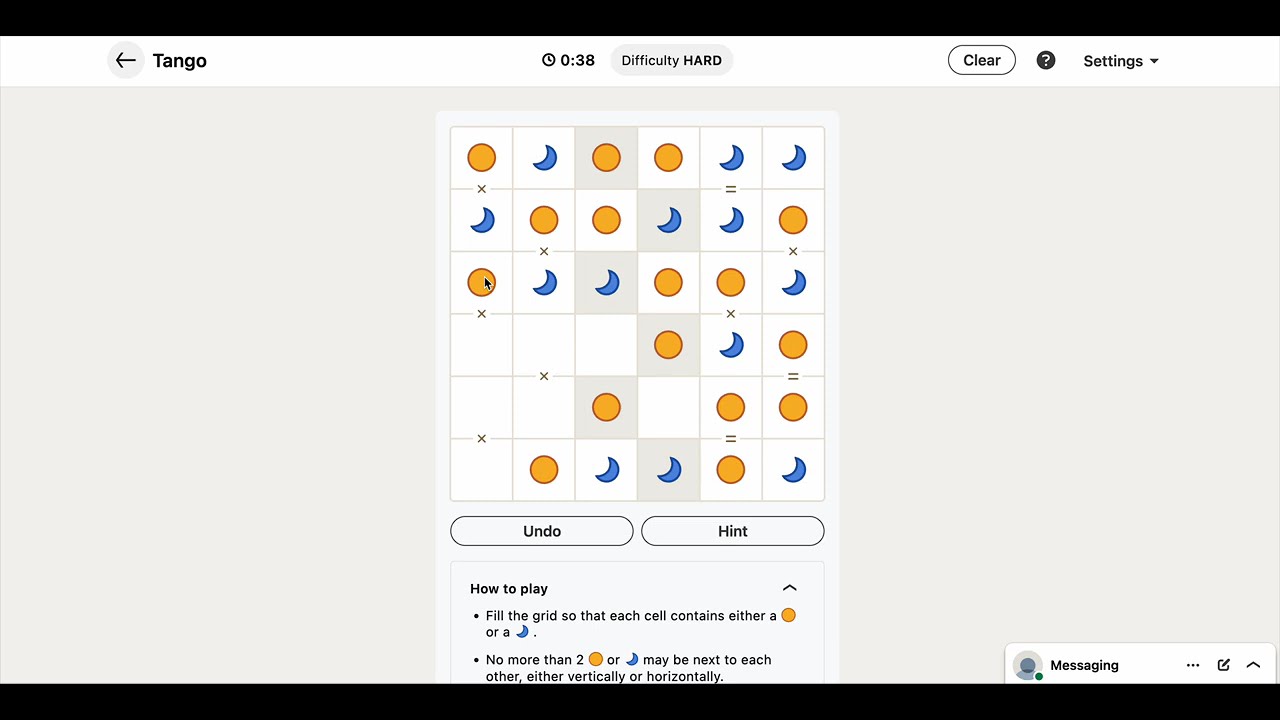 Tango
0:38
Difficulty HARD
Clear
?
Settings
×
=
×
×
×
×
×
=
×
=
Undo
Hint
How to play
• Fill the grid so that each cell contains either a
or a .
• No more than 2 or may be next to each
other, either vertically or horizontally.
Messaging